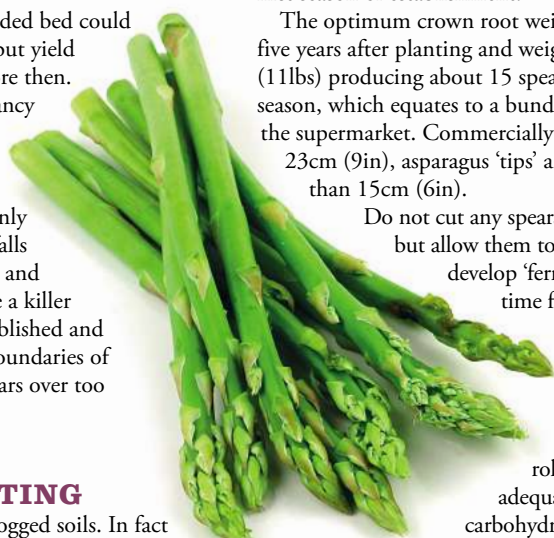 ded bed could
but yield
re then.
ancy
nly
alls
and
e a killer
blished and
oundaries of
ars over too
TING
ogged soils. In fact
The optimum crown root wei
five years after planting and weig
(11lbs) producing about 15 spea
season, which equates to a bund
the supermarket. Commercially
23cm (9in), asparagus ‘tips’ a
than 15cm (6in).
Do not cut any spear
but allow them to
develop ‘fern
time f
rol
adequa
carbohydr